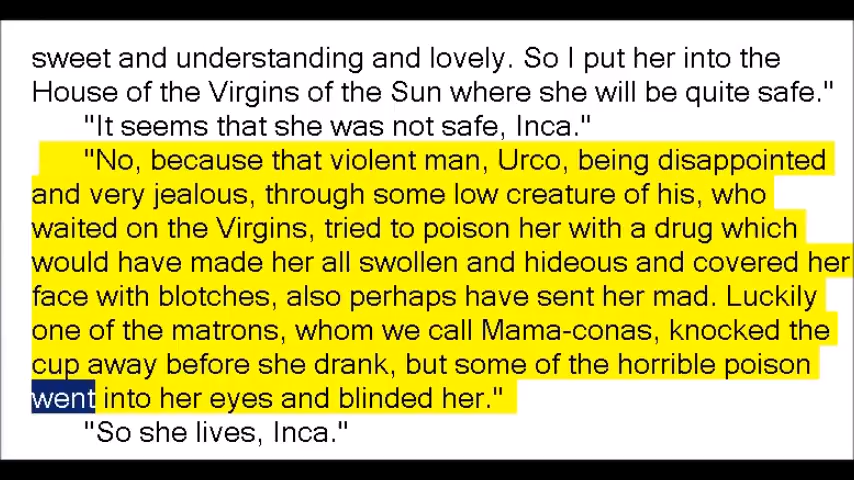 sweet and understanding and lovely. So I put her into the
House of the Virgins of the Sun where she will be quite safe."
"It seems that she was not safe, Inca."
"No, because that violent man, Urco, being disappointed
and very jealous, through some low creature of his, who
waited on the Virgins, tried to poison her with a drug which
would have made her all swollen and hideous and covered her
face with blotches, also perhaps have sent her mad. Luckily
one of the matrons, whom we call Mama-conas, knocked the
cup away before she drank, but some of the horrible poison
went into her eyes and blinded her."
"So she lives, Inca."